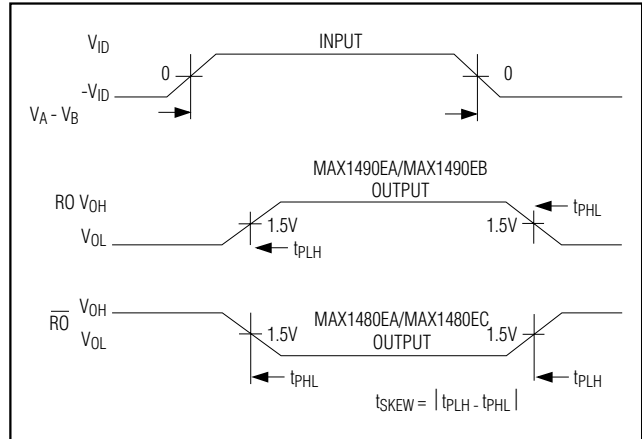 V_ID
INPUT
0
0
-V_ID
V_A - V_B
MAX1490EA/MAX1490EB
OUTPUT
t_PHL
RO V_OH
1.5V
1.5V
V_OL
t_PLH
V_OH
R̅O̅
MAX1480EA/MAX1480EC
1.5V
1.5V
V_OL
OUTPUT
t_PHL
t_PLH
t_SKEW = | t_PLH - t_PHL |